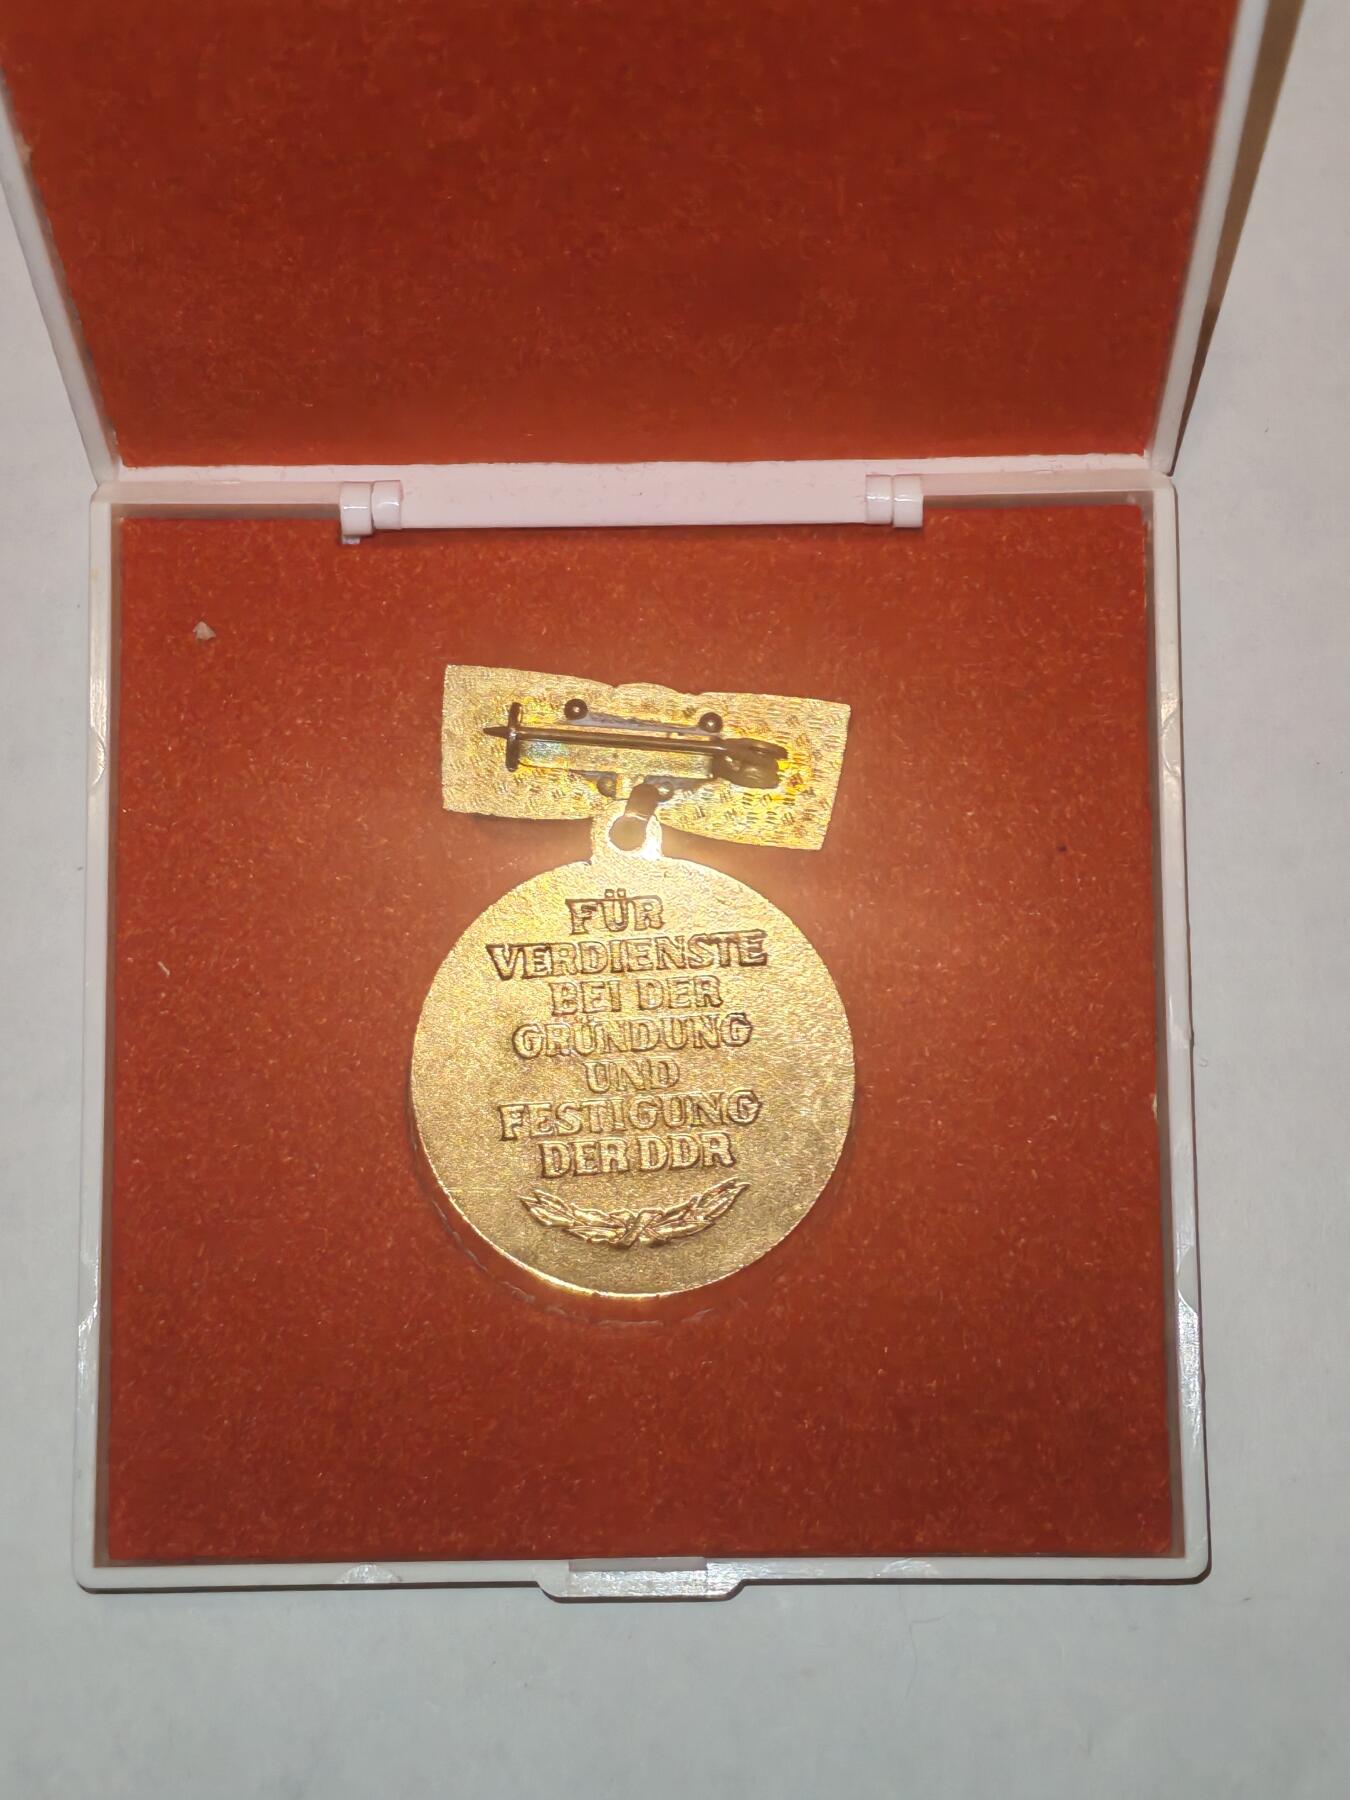 FÜR
VERDIENSTE
BEI DER
GRÜNDUNG
UND
FESTIGUNG
DER DDR